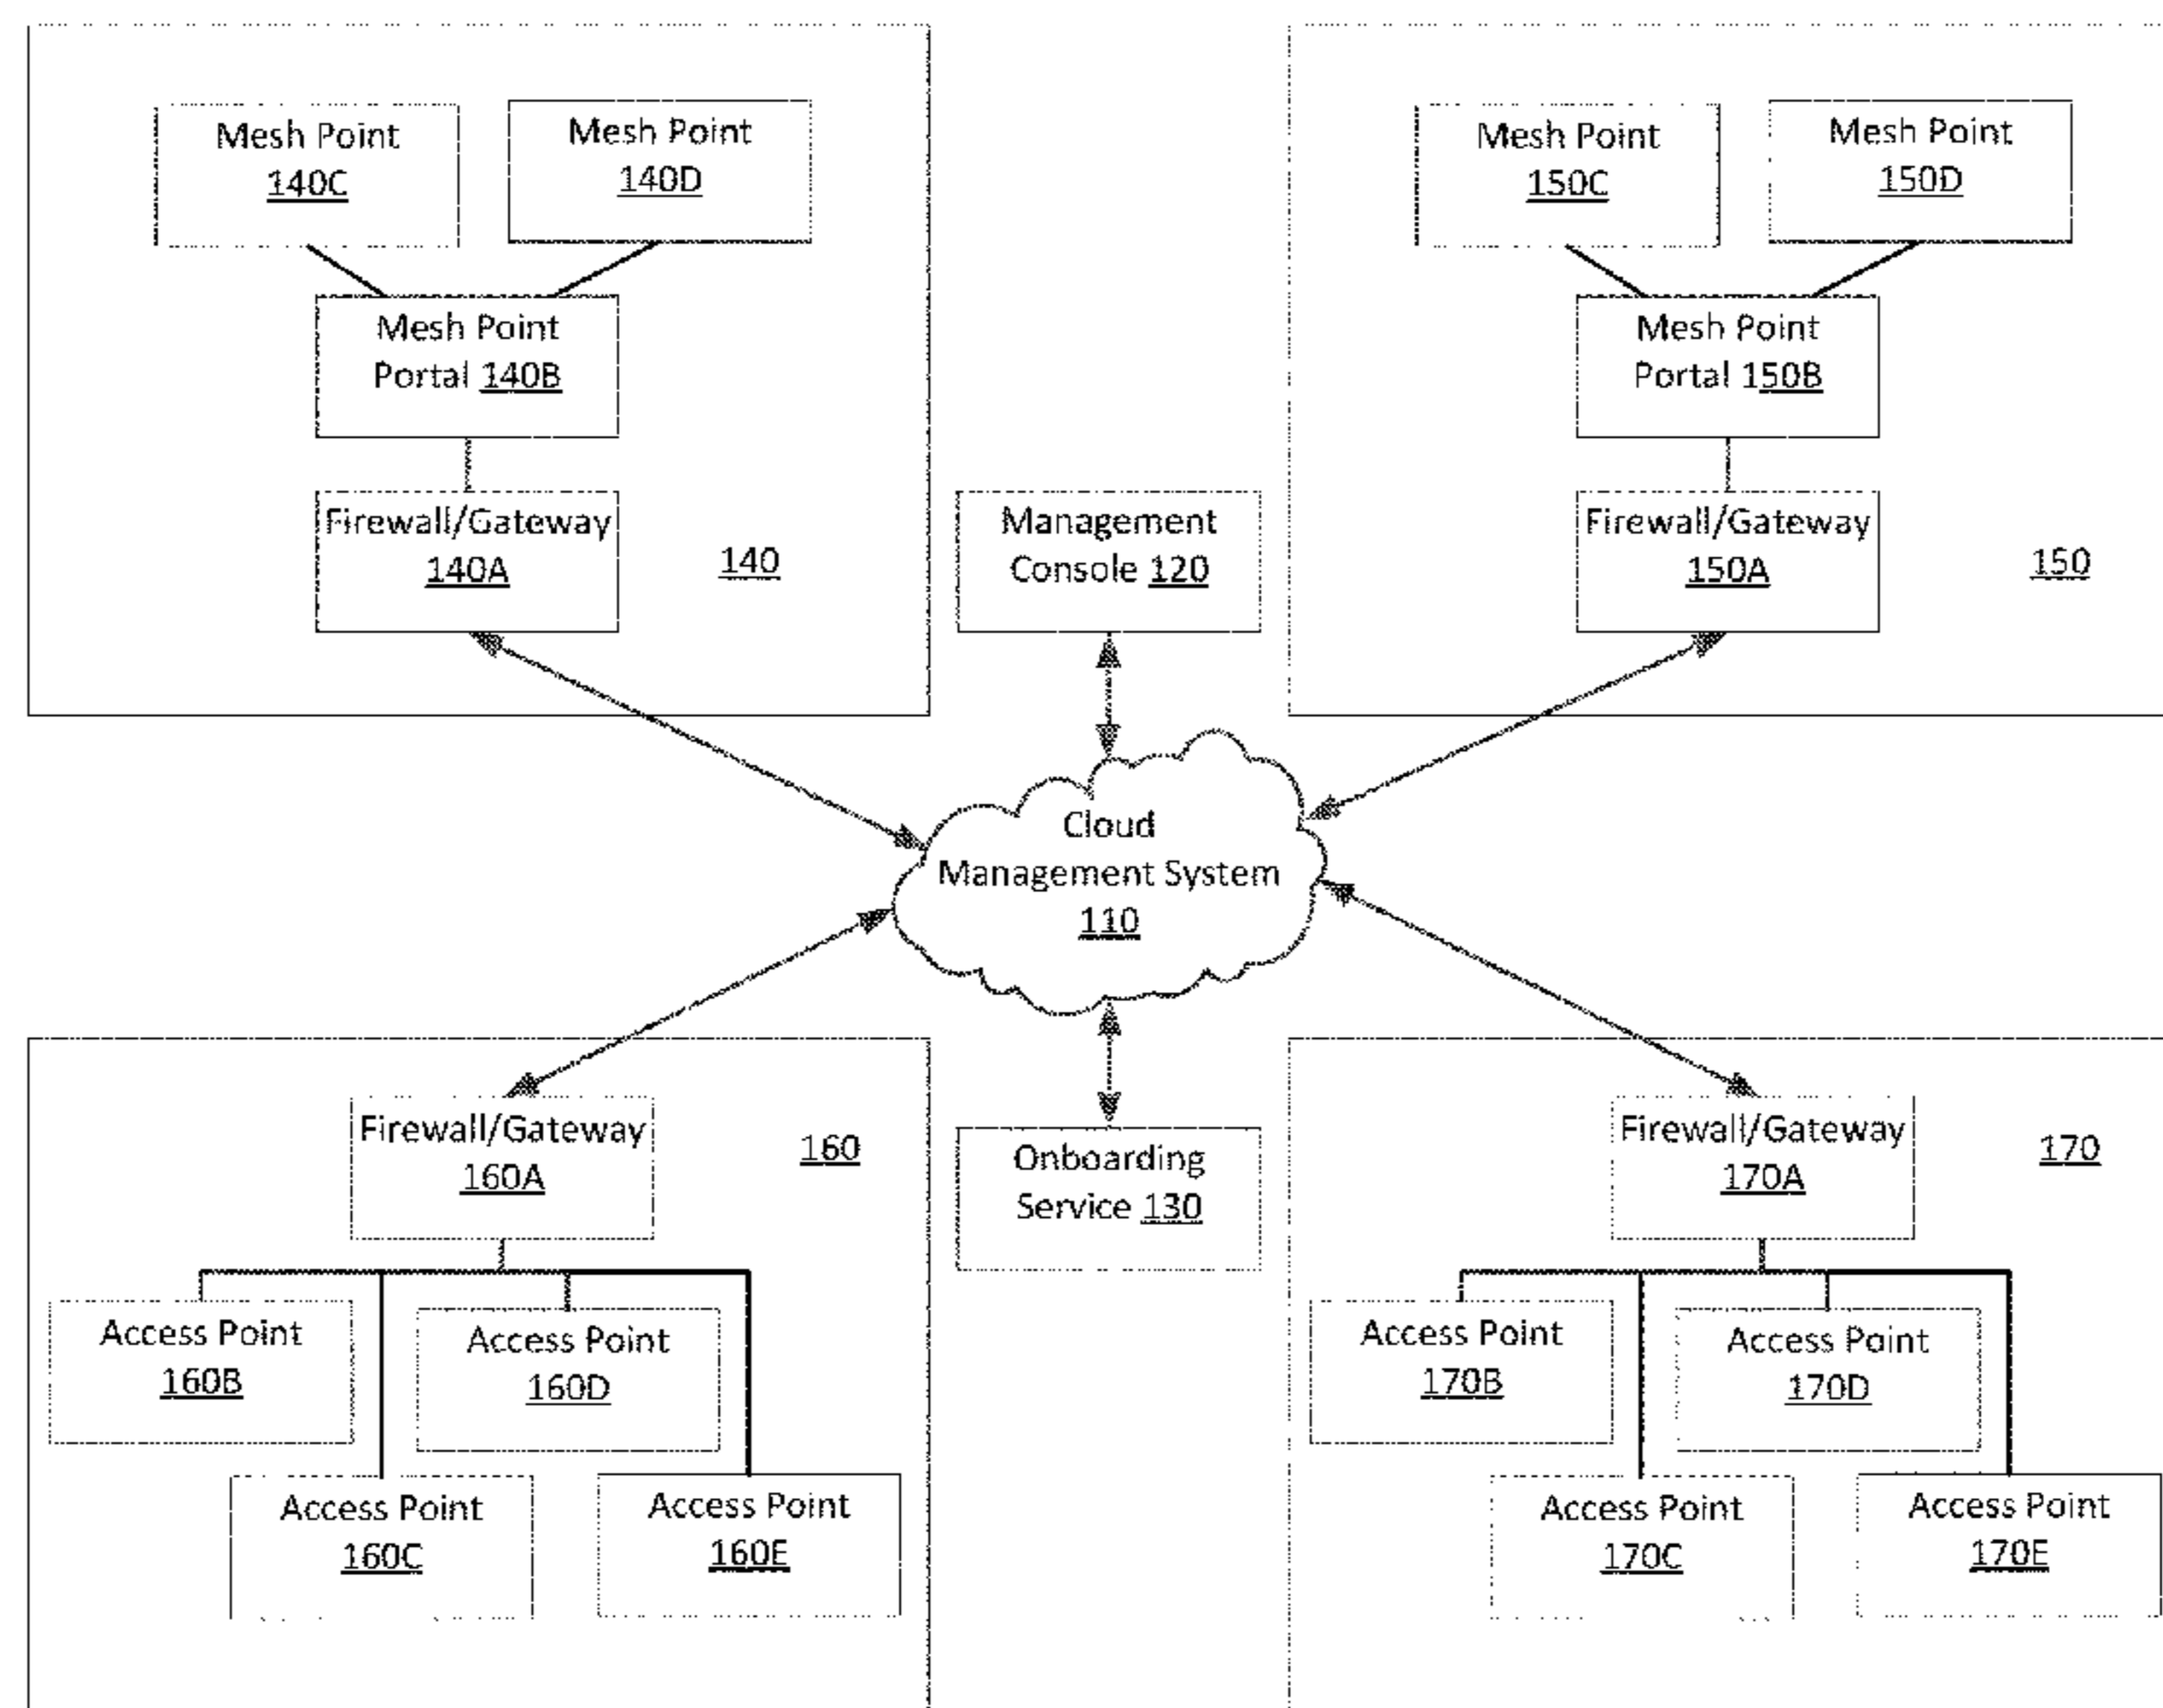 Mesh Point
140C
Mesh Point
140D
Mesh Point
Portal 140B
Firewall/Gateway
140A
140
Management
Console 120
Mesh Point
150C
Mesh Point
150D
Mesh Point
Portal 150B
Firewall/Gateway
150A
150
Cloud
Management System
110
Firewall/Gateway
160A
160
Access Point
160B
Access Point
160D
Access Point
160C
Access Point
160E
Onboarding
Service 130
Firewall/Gateway
170A
170
Access Point
170B
Access Point
170D
Access Point
170C
Access Point
170E